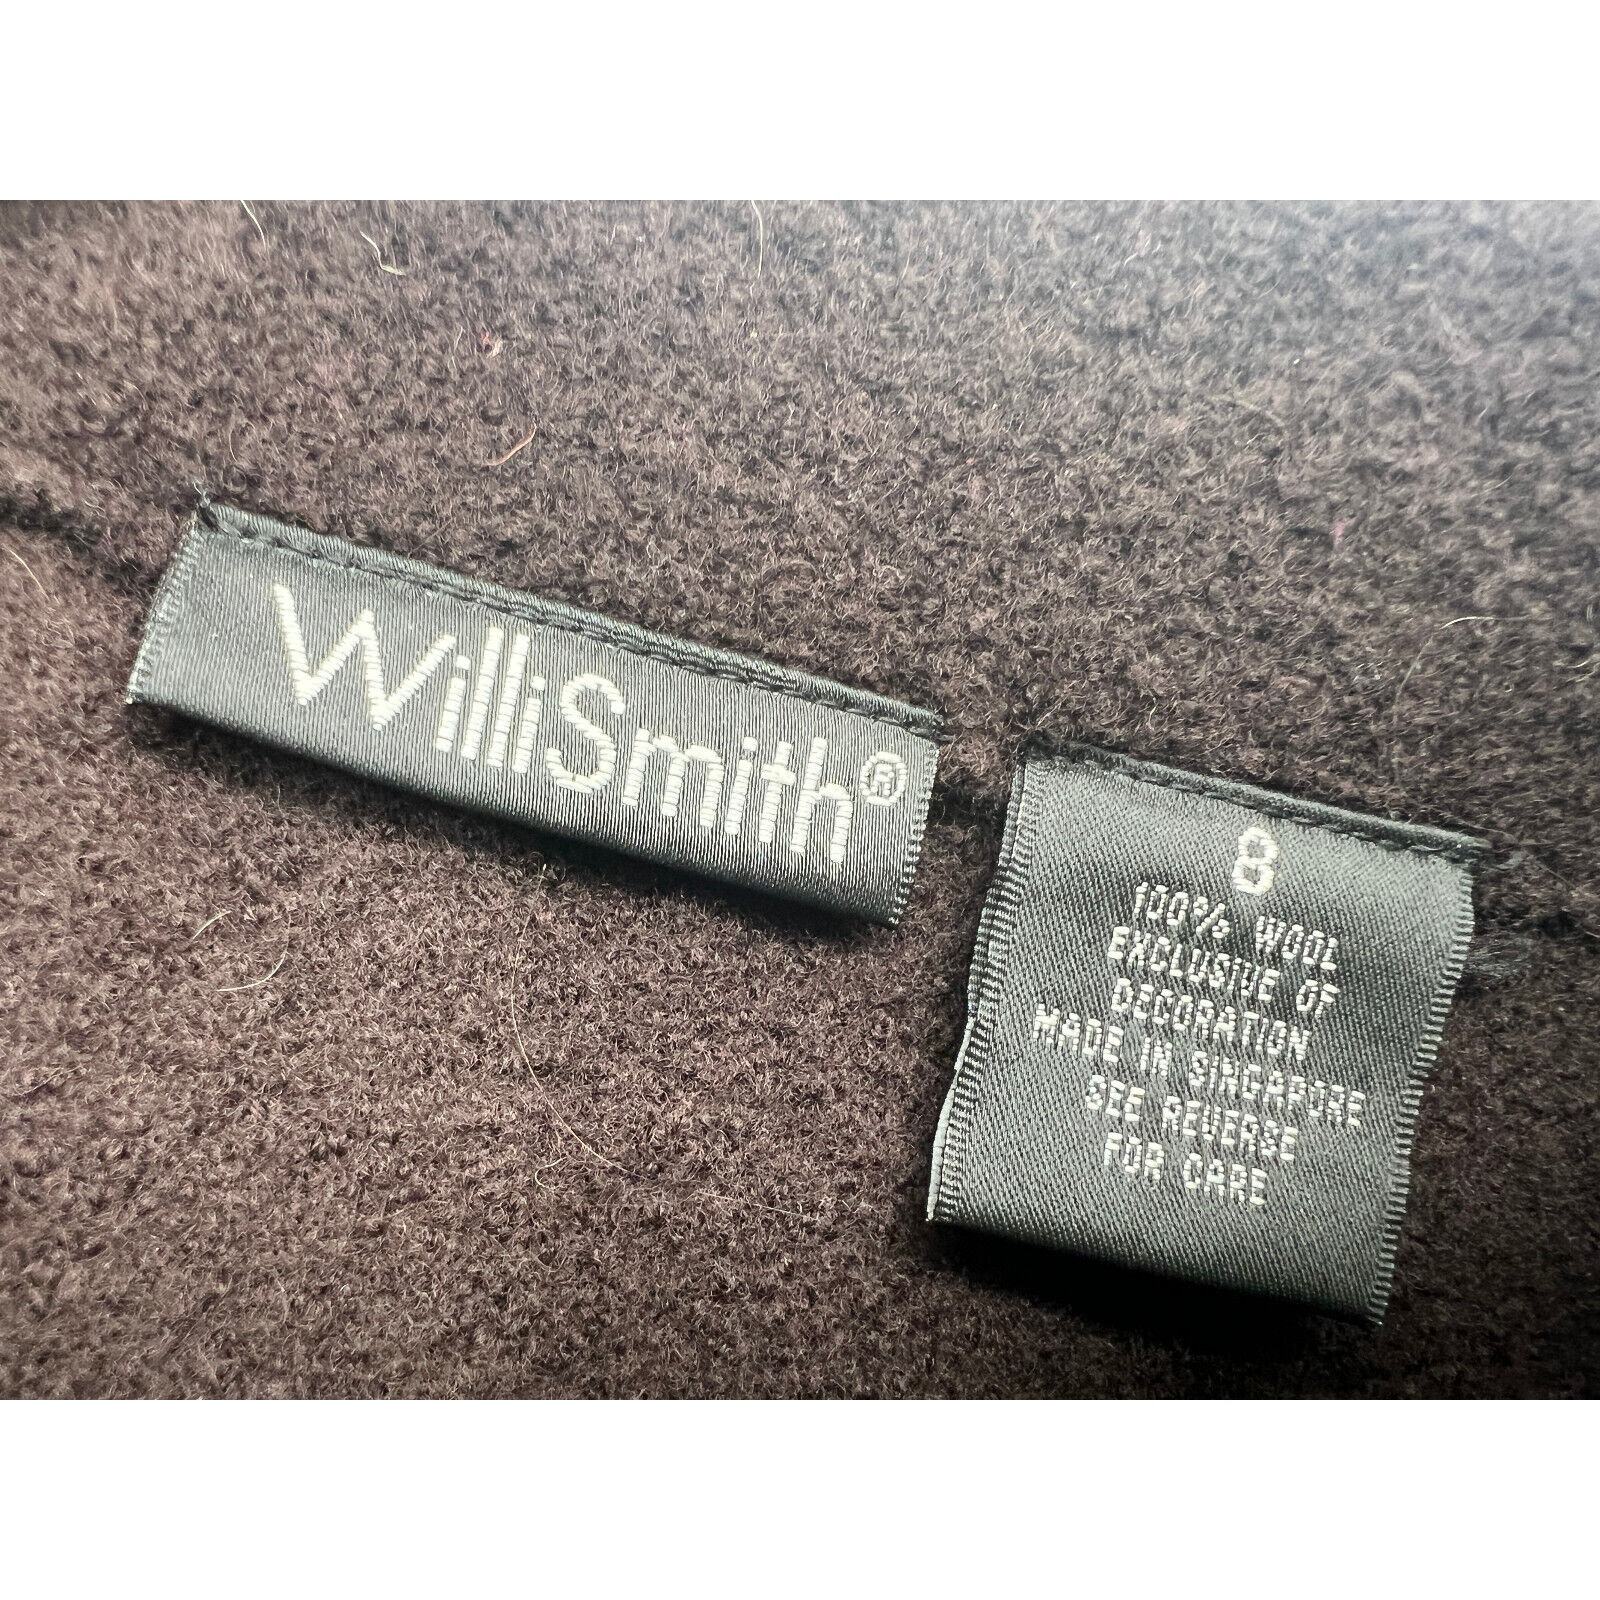 WilliSmith®
8
100% WOOL
EXCLUSIVE OF
DECORATION
MADE IN SINGAPORE
SEE REVERSE
FOR CARE